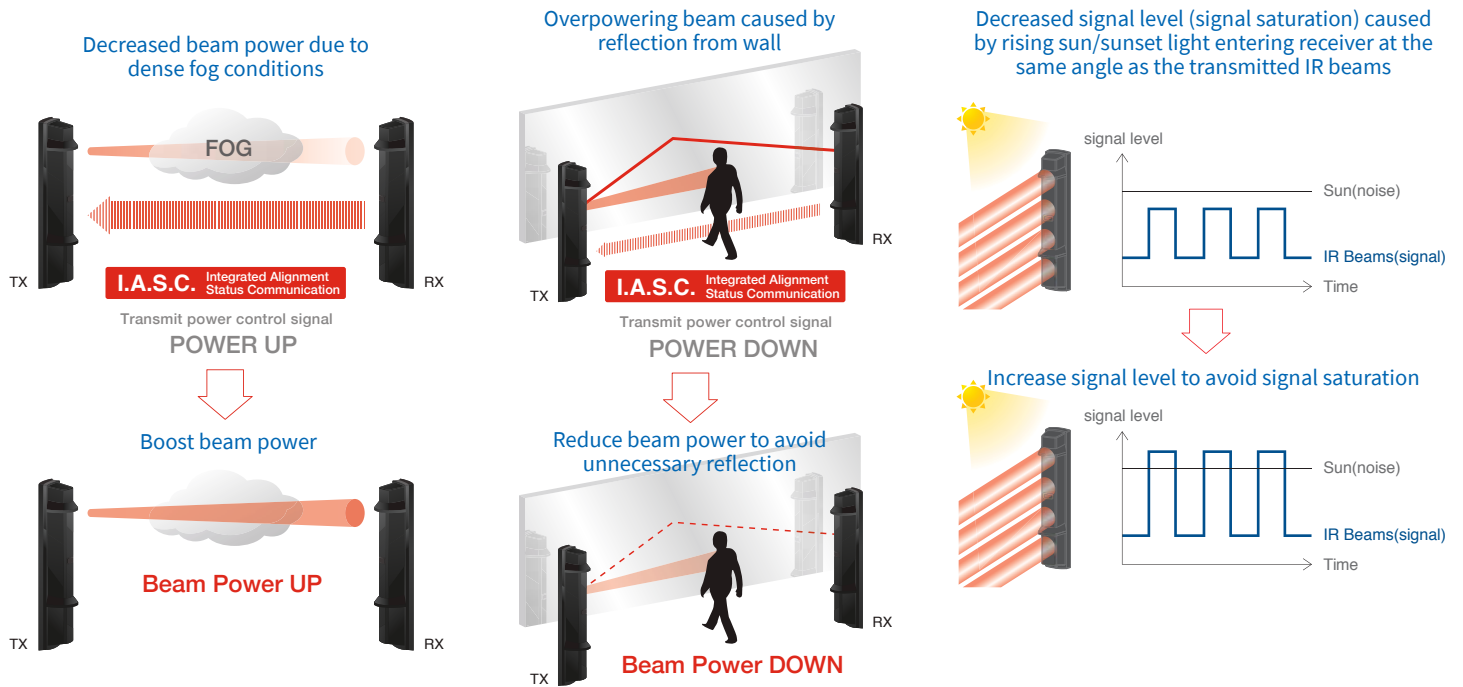 Decreased beam power due to
dense fog conditions
FOG
TX
RX
I.A.S.C. Integrated Alignment
Status Communication
Transmit power control signal
POWER UP
Boost beam power
Beam Power UP
TX
RX
Overpowering beam caused by
reflection from wall
RX
TX
I.A.S.C. Integrated Alignment
Status Communication
Transmit power control signal
POWER DOWN
Reduce beam power to avoid
unnecessary reflection
RX
TX
Beam Power DOWN
Decreased signal level (signal saturation) caused
by rising sun/sunset light entering receiver at the
same angle as the transmitted IR beams
signal level
Sun(noise)
IR Beams(signal)
Time
Increase signal level to avoid signal saturation
signal level
Sun(noise)
IR Beams(signal)
Time